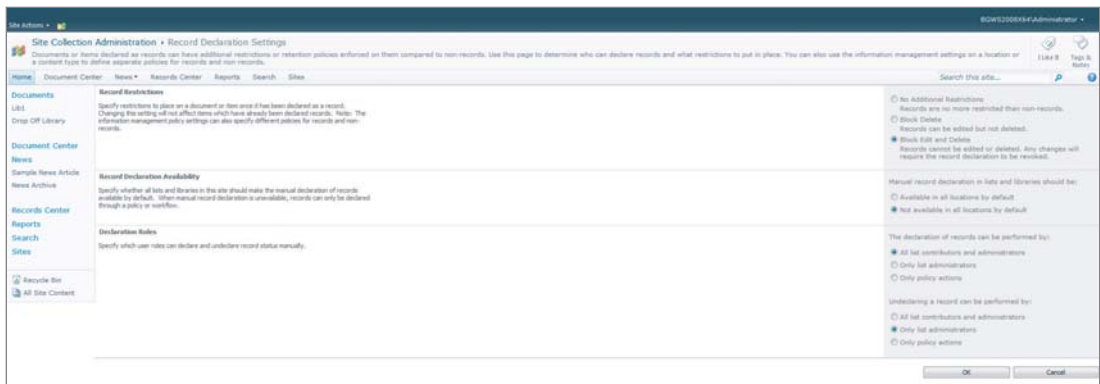 BGWS2008X64\Administrator
Site Actions
Site Collection Administration ▸ Record Declaration Settings
Documents or items declared as records can have additional restrictions or retention policies enforced on them compared to non-records. Use this page to determine who can declare records and what restrictions to put in place. You can also use the information management settings on a location or
a content type to define separate policies for records and non-records.
I Like It
Tags &
Notes
Home Document Center News Records Center Reports Search Sites
Search this site...
Documents
Lib1
Drop Off Library
Document Center
News
Sample News Article
News Archive
Records Center
Reports
Search
Sites
Recycle Bin
All Site Content
Record Restrictions
Specify restrictions to place on a document or item once it has been declared as a record.
Changing this setting will not affect items which have already been declared records. Note: The
information management policy settings can also specify different policies for records and non-
records.
No Additional Restrictions
Records are no more restricted than non-records.
Block Delete
Records can be edited but not deleted.
Block Edit and Delete
Records cannot be edited or deleted. Any changes will
require the record declaration to be revoked.
Record Declaration Availability
Specify whether all lists and libraries in this site should make the manual declaration of records
available by default. When manual record declaration is unavailable, records can only be declared
through a policy or workflow.
Manual record declaration in lists and libraries should be:
Available in all locations by default
Not available in all locations by default
Declaration Roles
Specify which user roles can declare and undeclare record status manually.
The declaration of records can be performed by:
All list contributors and administrators
Only list administrators
Only policy actions
Undeclaring a record can be performed by:
All list contributors and administrators
Only list administrators
Only policy actions
OK
Cancel